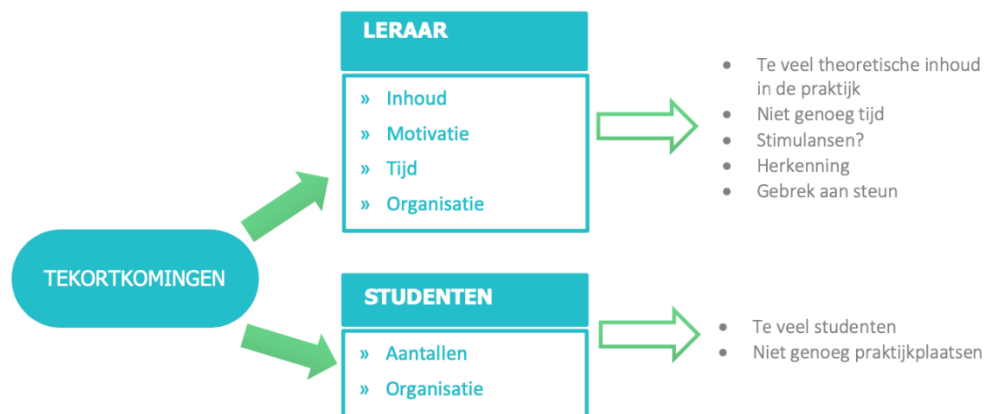 TEKORTKOMINGEN
LERAAR
» Inhoud
» Motivatie
» Tijd
» Organisatie
• Te veel theoretische inhoud
in de praktijk
• Niet genoeg tijd
• Stimulansen?
• Herkenning
• Gebrek aan steun
STUDENTEN
» Aantallen
» Organisatie
• Te veel studenten
• Niet genoeg praktijkplaatsen